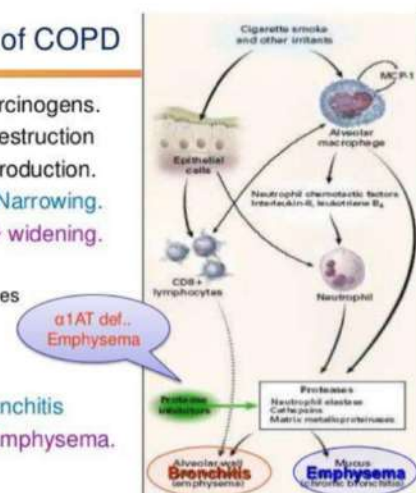 of COPD
rcinogens.
estruction
roduction.
Narrowing.
widening.
es
α1AT def..
Emphysema
nchitis
mphysema.
Cigarette smoke
and other irritants
MCP-1
Alveolar
macrophage
Epithelial
cells
Neutrophil chemotactic factors
Interleukin-8, leukotriene B4
CD8+
lymphocytes
Neutrophil
Protease
inhibitors
Proteases
Neutrophil elastase
Cathepsins
Matrix metalloproteinases
Alveolar wall
Bronchitis
(emphysema)
Mucus
Emphysema
(chronic bronchitis)